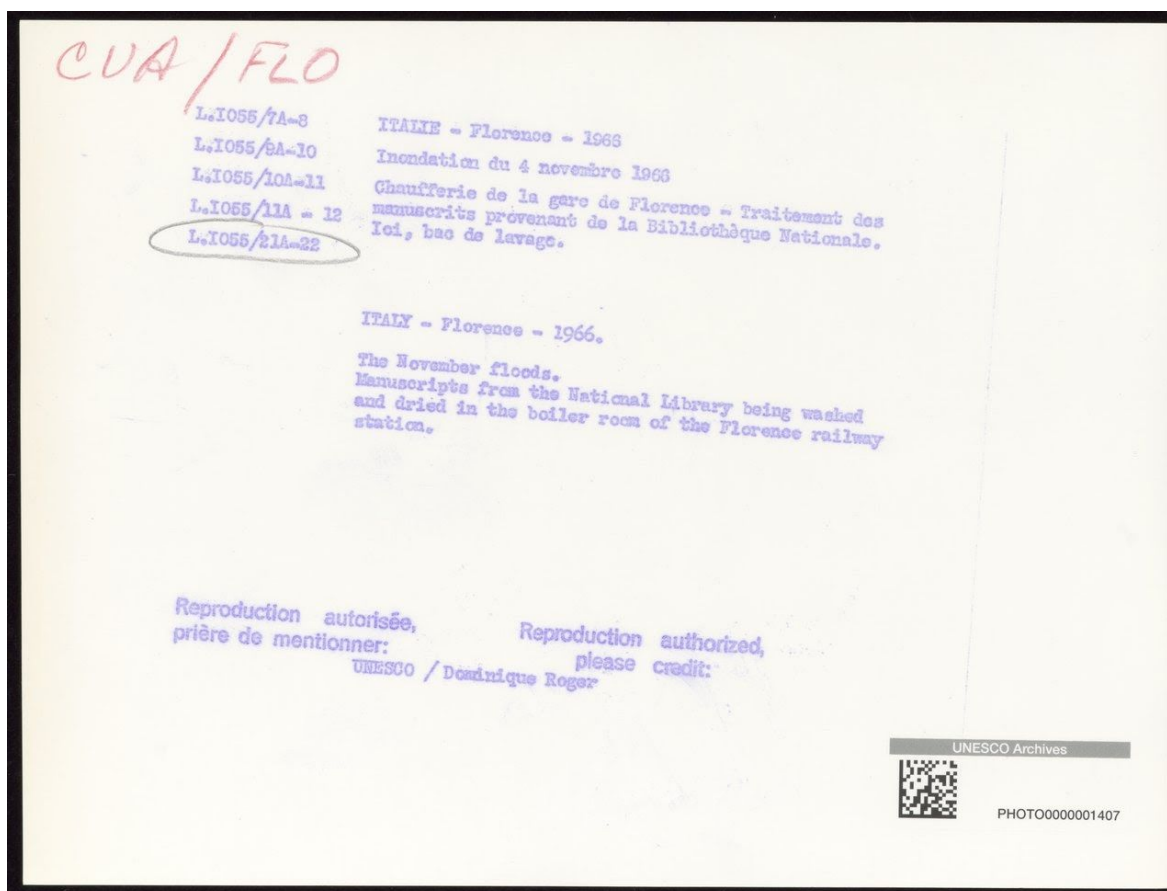 CUA/FLO
L.I055/7A-8
L.I055/9A-10
L.I055/10A-11
L.I055/11A - 12
L.I055/21A-22
ITALIE - Florence - 1966
Inondation du 4 novembre 1966
Chaufferie de la gare de Florence - Traitement des
manuscrits provenant de la Bibliothèque Nationale.
Ici, bac de lavage.
ITALY - Florence - 1966.
The November floods.
Manuscripts from the National Library being washed
and dried in the boiler room of the Florence railway
station.
Reproduction autorisée,
prière de mentionner:
Reproduction authorized,
please credit:
UNESCO / Dominique Roger
UNESCO Archives
PHOTO0000001407